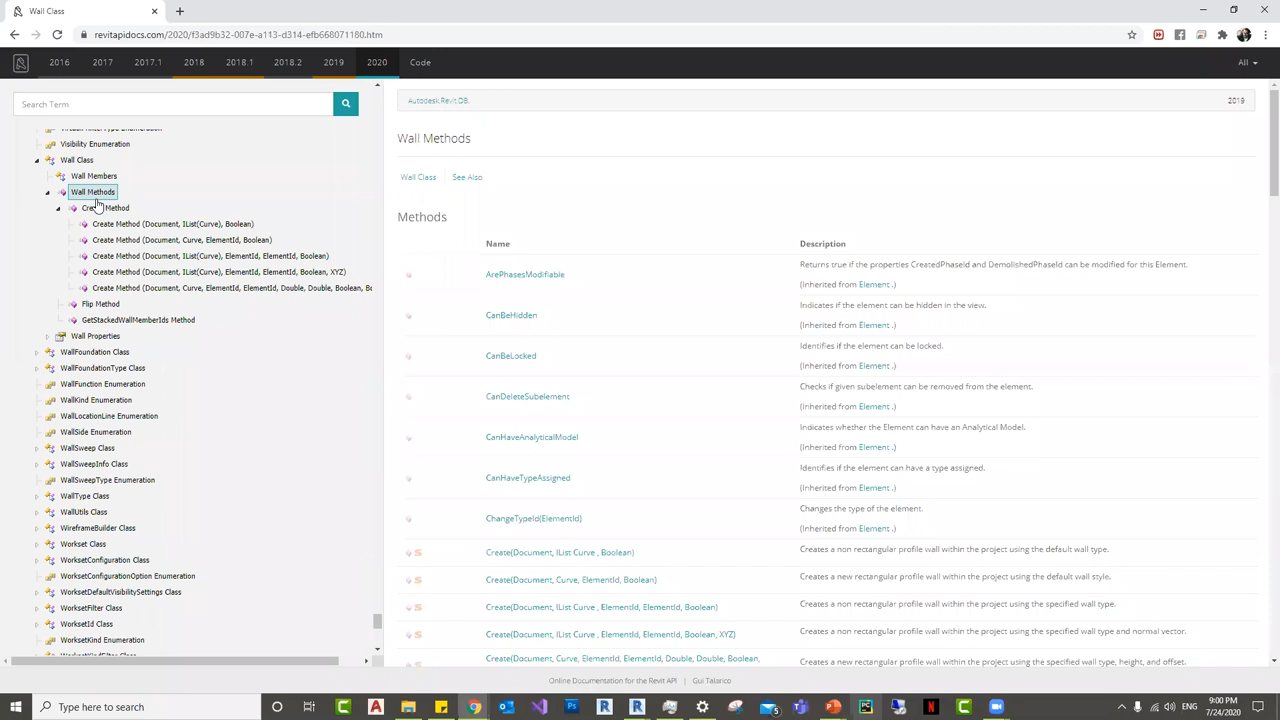 Wall Class
revitapidocs.com/2020/f3ad9b32-007e-a113-d314-efb668071180.htm
2016 2017 2017.1 2018 2018.1 2018.2 2019 2020 Code All
Search Term
Visibility Enumeration
Wall Class
Wall Members
Wall Methods
Method
Create Method (Document, IList(Curve), Boolean)
Create Method (Document, Curve, ElementId, Boolean)
Create Method (Document, IList(Curve), ElementId, ElementId, Boolean)
Create Method (Document, IList(Curve), ElementId, ElementId, Boolean, XYZ)
Create Method (Document, Curve, ElementId, ElementId, Double, Double, Boolean, B
Flip Method
GetStackedWallMemberIds Method
Wall Properties
WallFoundation Class
WallFoundationType Class
WallFunction Enumeration
WallKind Enumeration
WallLocationLine Enumeration
WallSide Enumeration
WallSweep Class
WallSweepInfo Class
WallSweepType Enumeration
WallType Class
WallUtils Class
WireframeBuilder Class
Workset Class
WorksetConfiguration Class
WorksetConfigurationOption Enumeration
WorksetDefaultVisibilitySettings Class
WorksetFilter Class
WorksetId Class
WorksetKind Enumeration
Autodesk.Revit.DB. 2019
Wall Methods
Wall Class See Also
Methods
Name Description
ArePhasesModifiable Returns true if the properties CreatedPhaseId and DemolishedPhaseId can be modified for this Element.
(Inherited from Element .)
CanBeHidden Indicates if the element can be hidden in the view.
(Inherited from Element .)
CanBeLocked Identifies if the element can be locked.
(Inherited from Element .)
CanDeleteSubelement Checks if given subelement can be removed from the element.
(Inherited from Element .)
CanHaveAnalyticalModel Indicates whether the Element can have an Analytical Model.
(Inherited from Element .)
CanHaveTypeAssigned Identifies if the element can have a type assigned.
(Inherited from Element .)
ChangeTypeId(ElementId) Changes the type of the element.
(Inherited from Element .)
Create(Document, IList Curve , Boolean) Creates a non rectangular profile wall within the project using the default wall type.
Create(Document, Curve, ElementId, Boolean) Creates a new rectangular profile wall within the project using the default wall style.
Create(Document, IList Curve , ElementId, ElementId, Boolean) Creates a non rectangular profile wall within the project using the specified wall type.
Create(Document, IList Curve , ElementId, ElementId, Boolean, XYZ) Creates a non rectangular profile wall within the project using the specified wall type and normal vector.
Create(Document, Curve, ElementId, ElementId, Double, Double, Boolean, Creates a new rectangular profile wall within the project using the specified wall type, height, and offset.
Online Documentation for the Revit API | Gui Talarico
Type here to search
ENG
9:00 PM
7/24/2020